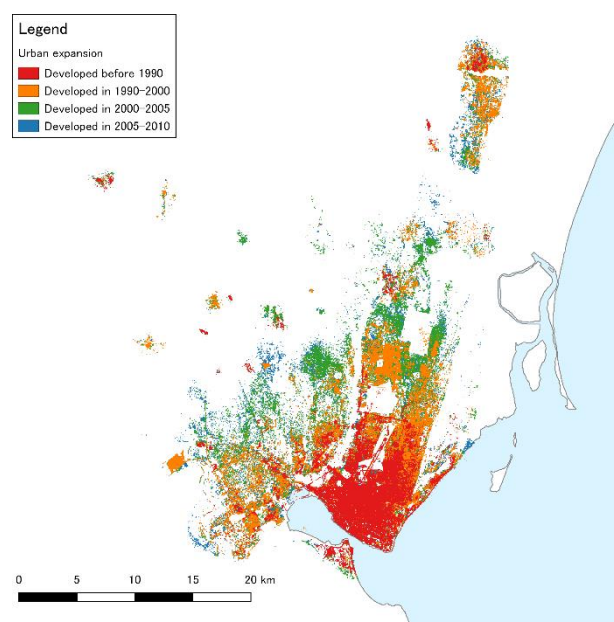 Legend
Urban expansion
Developed before 1990
Developed in 1990-2000
Developed in 2000-2005
Developed in 2005-2010
0 5 10 15 20 km